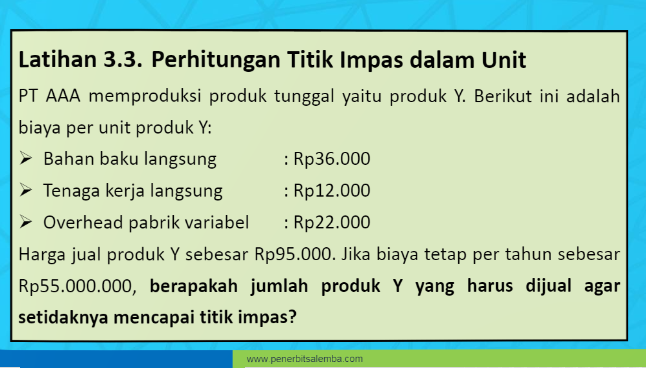 Latihan 3.3. Perhitungan Titik Impas dalam Unit
PT AAA memproduksi produk tunggal yaitu produk Y. Berikut ini adalah
biaya per unit produk Y:
➢ Bahan baku langsung : Rp36.000
➢ Tenaga kerja langsung : Rp12.000
➢ Overhead pabrik variabel : Rp22.000
Harga jual produk Y sebesar Rp95.000. Jika biaya tetap per tahun sebesar
Rp55.000.000, berapakah jumlah produk Y yang harus dijual agar
setidaknya mencapai titik impas?
www.penerbitsalemba.com